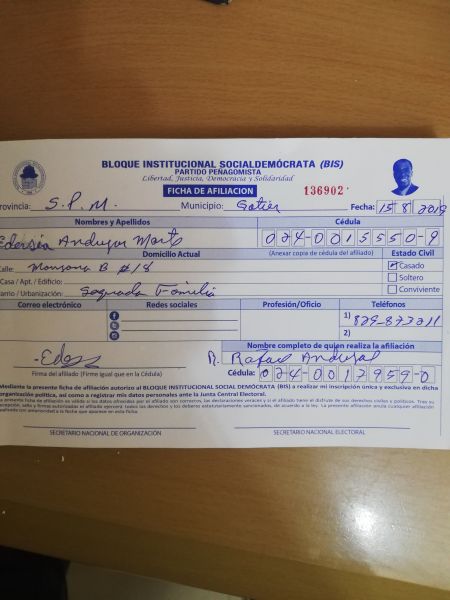 BLOQUE INSTITUCIONAL SOCIALDEMÓCRATA (BIS)
PARTIDO PEÑAGOMISTA
Libertad, Justicia, Democracia y Solidaridad
FICHA DE AFILIACION 136902
rovincia: S.P.M. Municipio: Fecha: 15 8 2019
Nombres y Apellidos Cédula
Andujar 024-0015550-9
Domicilio Actual (Anexar copia de cédula del afiliado) Estado Civil
Calle: Manzana B #18 Casado
Casa / Apt. / Edificio: Soltero
arrio / Urbanización: Sagrada Familia Conviviente
Correo electrónico Redes sociales Profesión/Oficio Teléfonos
1)
2)
Nombre completo de quien realiza la afiliación
R. Rafael Andujar
Firma del afiliado (Firme igual que en la Cédula) Cédula: 024-0017959-0
Mediante la presente ficha de afiliación autorizo al BLOQUE INSTITUCIONAL SOCIAL DEMÓCRATA (BIS) a realizar mi inscripción única y exclusiva en dicha
organización política, así como a registrar mis datos personales ante la Junta Central Electoral.
SECRETARIO NACIONAL DE ORGANIZACIÓN SECRETARIO NACIONAL ELECTORAL